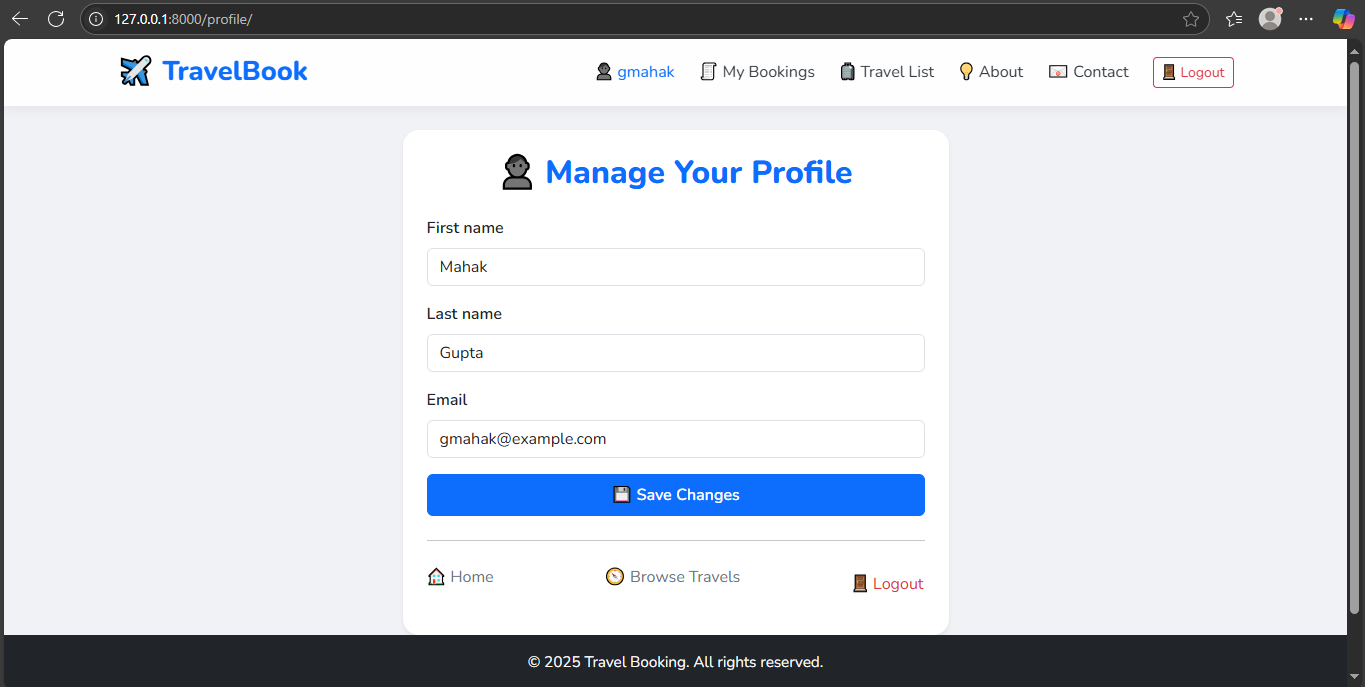 127.0.0.1:8000/profile/
TravelBook
gmahak
My Bookings
Travel List
About
Contact
Logout
Manage Your Profile
First name
Mahak
Last name
Gupta
Email
gmahak@example.com
Save Changes
Home
Browse Travels
Logout
© 2025 Travel Booking. All rights reserved.